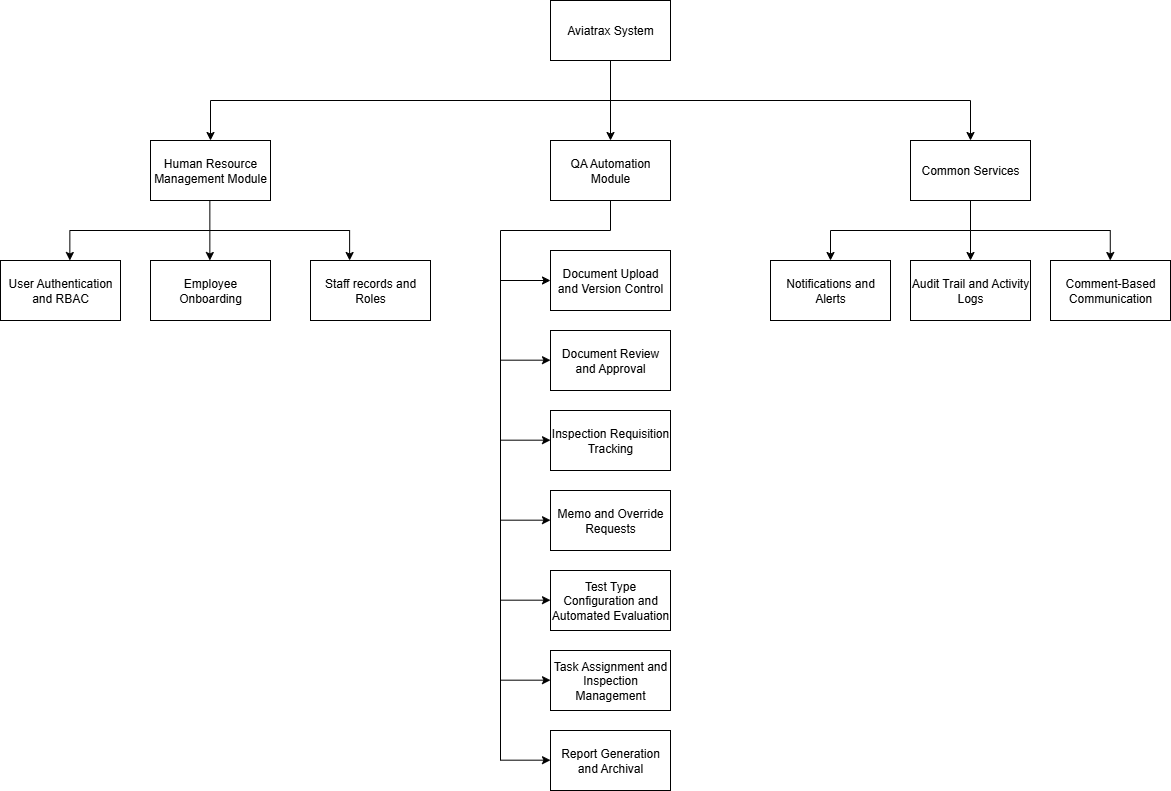 Aviatrax System
Human Resource
Management Module
QA Automation
Module
Common Services
User Authentication
and RBAC
Employee
Onboarding
Staff records and
Roles
Document Upload
and Version Control
Document Review
and Approval
Inspection Requisition
Tracking
Memo and Override
Requests
Test Type
Configuration and
Automated Evaluation
Task Assignment and
Inspection
Management
Report Generation
and Archival
Notifications and
Alerts
Audit Trail and Activity
Logs
Comment-Based
Communication